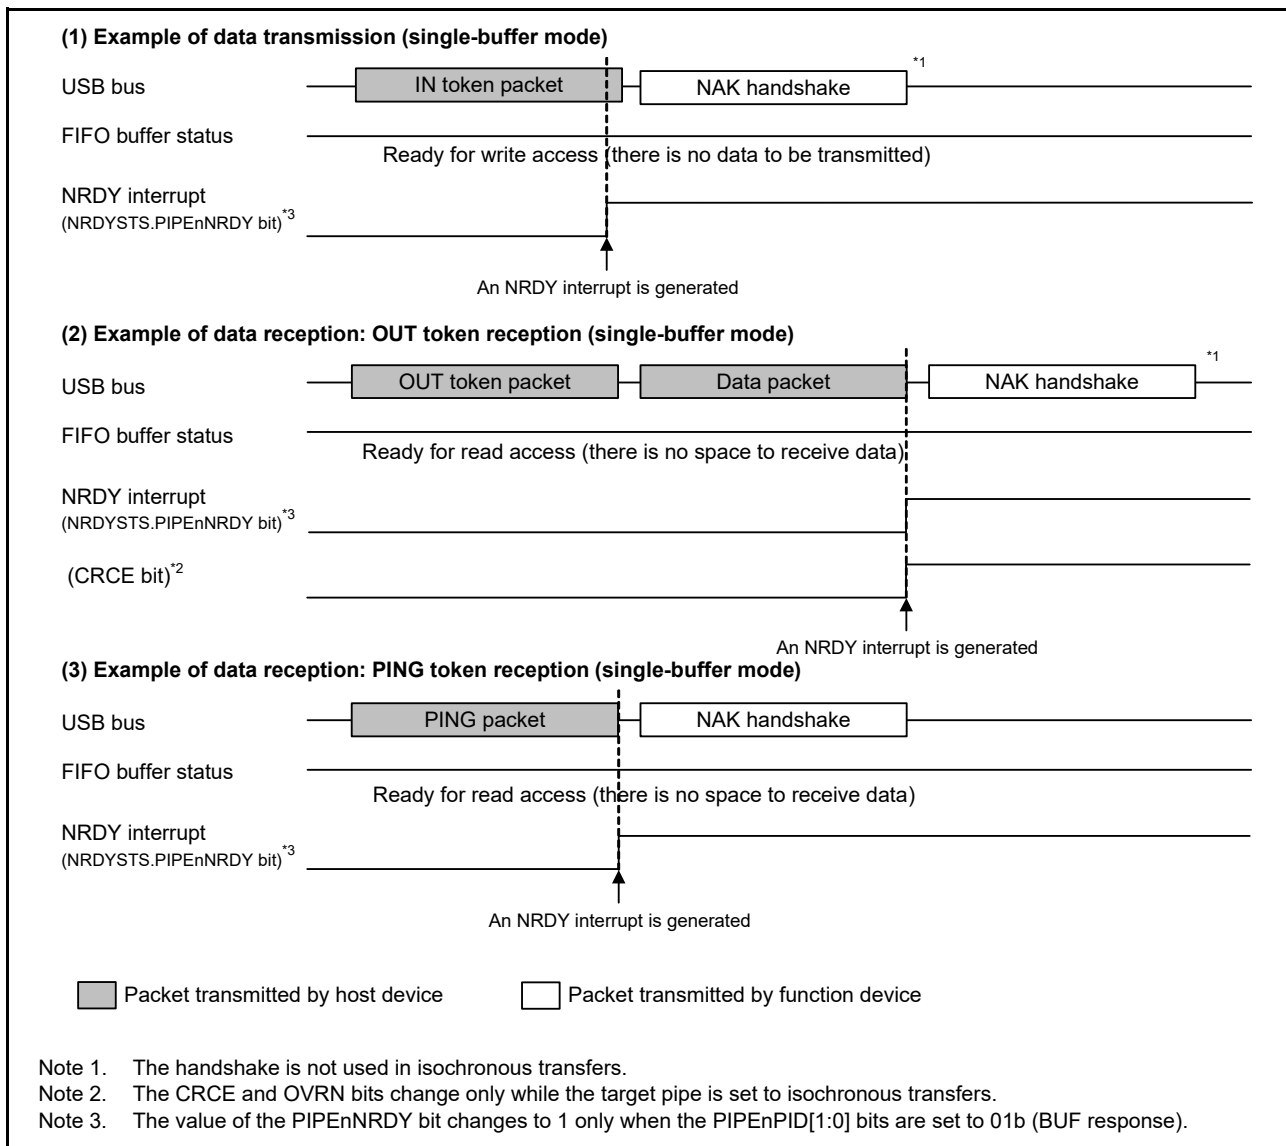 (1) Example of data transmission (single-buffer mode)
USB bus
IN token packet
NAK handshake
*1
FIFO buffer status
Ready for write access (there is no data to be transmitted)
NRDY interrupt
(NRDYSTS.PIPEnNRDY bit)*3
An NRDY interrupt is generated
(2) Example of data reception: OUT token reception (single-buffer mode)
USB bus
OUT token packet
Data packet
NAK handshake
*1
FIFO buffer status
Ready for read access (there is no space to receive data)
NRDY interrupt
(NRDYSTS.PIPEnNRDY bit)*3
(CRCE bit)*2
An NRDY interrupt is generated
(3) Example of data reception: PING token reception (single-buffer mode)
USB bus
PING packet
NAK handshake
FIFO buffer status
Ready for read access (there is no space to receive data)
NRDY interrupt
(NRDYSTS.PIPEnNRDY bit)*3
An NRDY interrupt is generated
Packet transmitted by host device
Packet transmitted by function device
Note 1. The handshake is not used in isochronous transfers.
Note 2. The CRCE and OVRN bits change only while the target pipe is set to isochronous transfers.
Note 3. The value of the PIPEnNRDY bit changes to 1 only when the PIPEnPID[1:0] bits are set to 01b (BUF response).